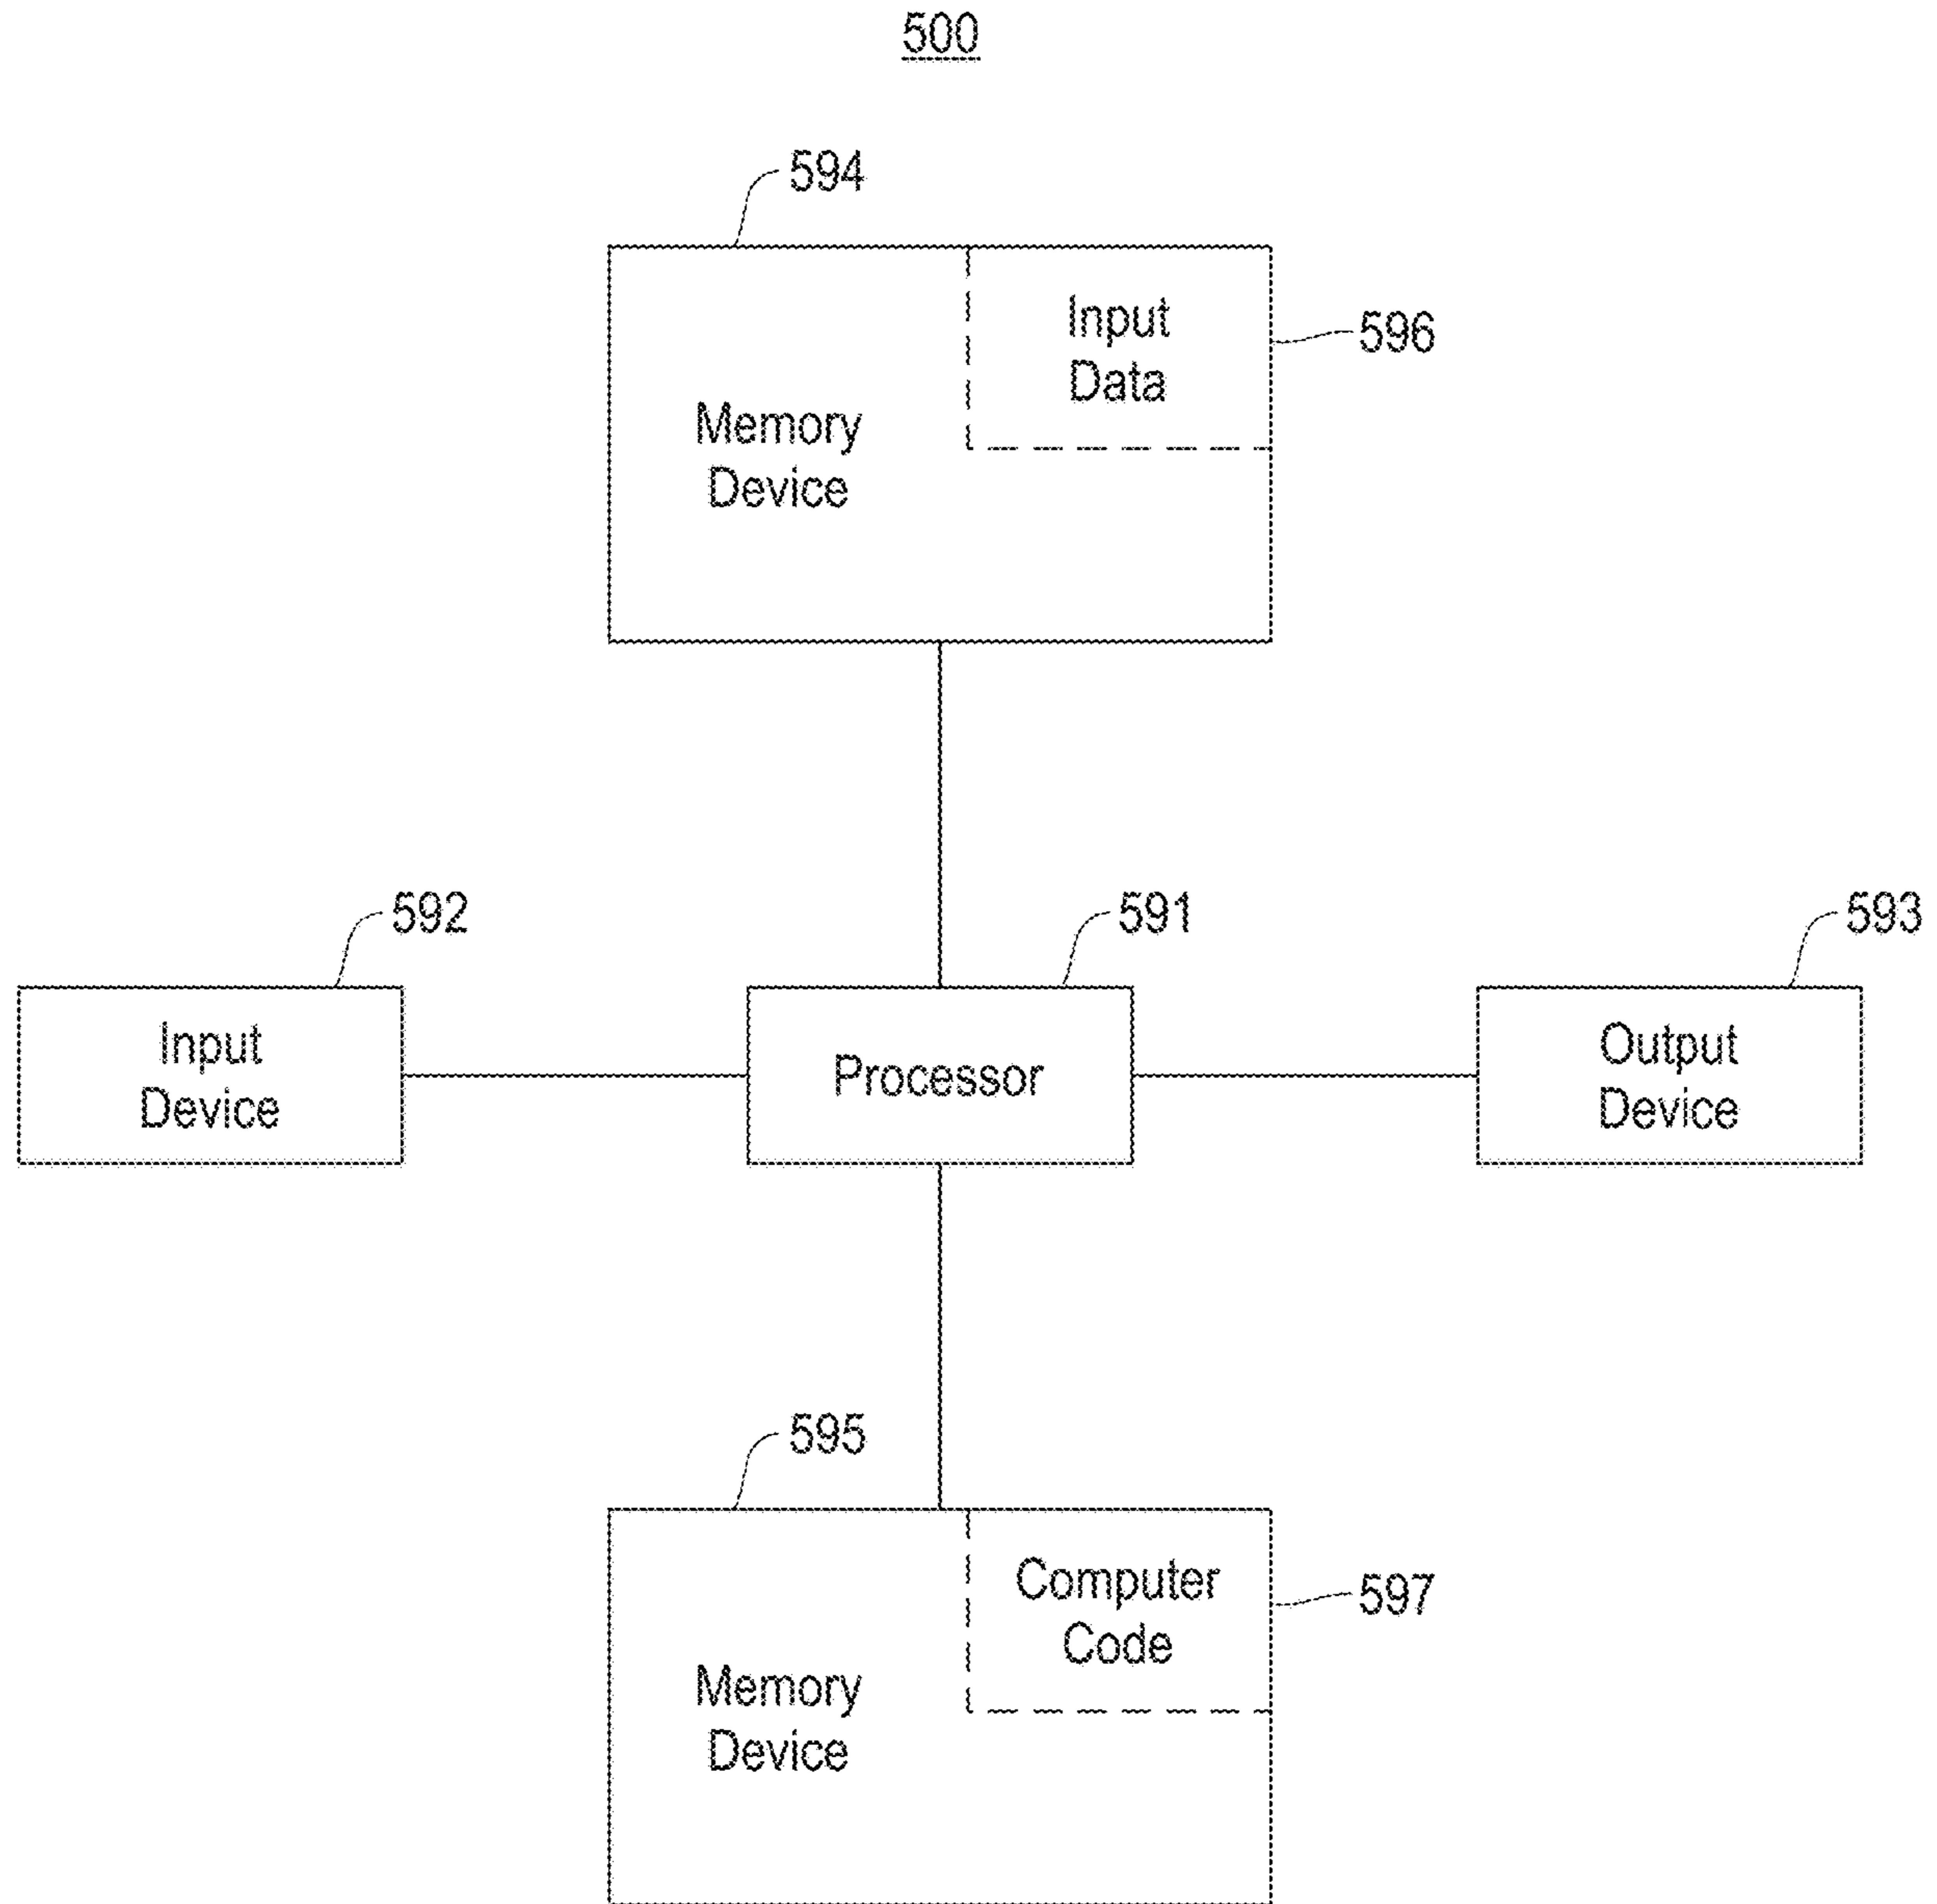 500
594
Input
Data
596
Memory
Device
592
591
593
Input
Device
Processor
Output
Device
595
Computer
Code
597
Memory
Device